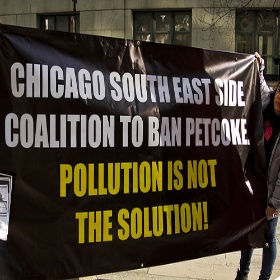 CHICAGO SOUTH EAST SIDE
COALITION TO BAN PETCOKE.
POLLUTION IS NOT
THE SOLUTION!